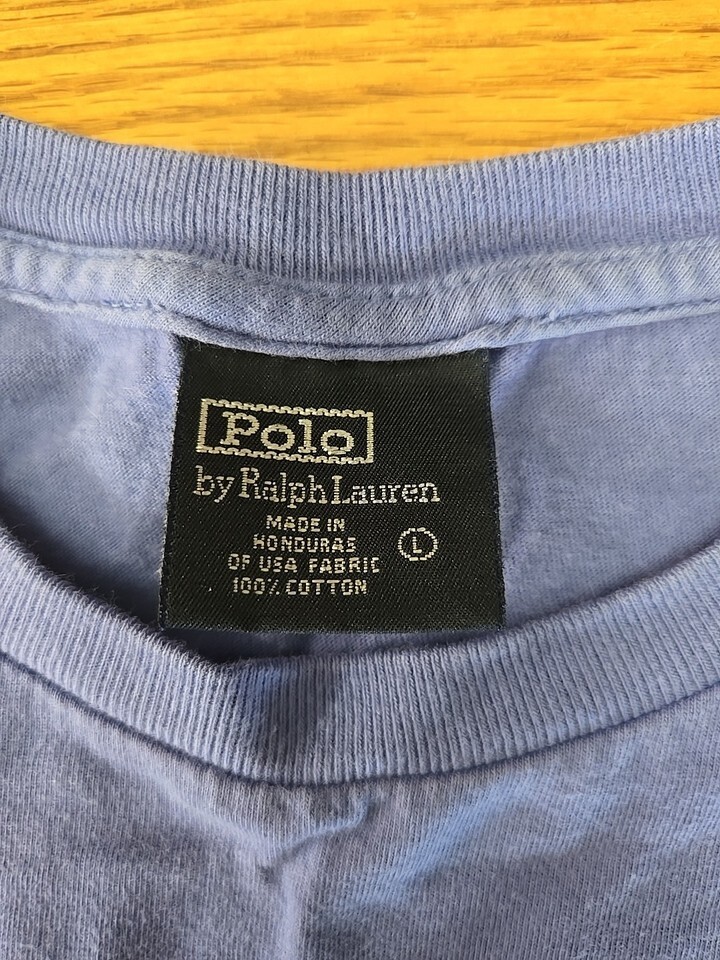 Polo
by Ralph Lauren
MADE IN
HONDURAS
OF USA FABRIC
100% COTTON
L